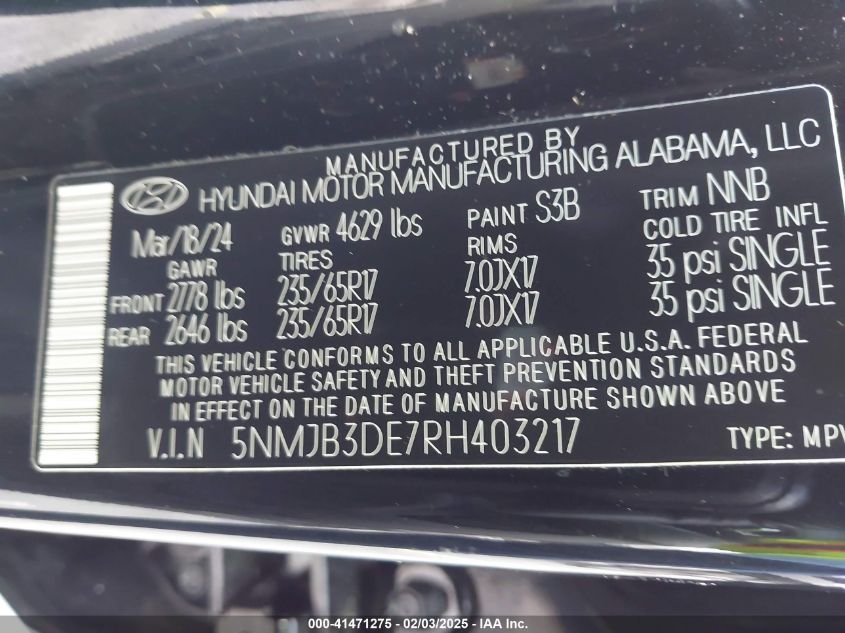 MANUFACTURED BY
HYUNDAI MOTOR MANUFACTURING ALABAMA, LLC
Mar/18/24 GVWR 4629 lbs PAINT S3B TRIM NNB
GAWR TIRES RIMS COLD TIRE INFL
FRONT 2778 lbs 235/65R17 7.0JX17 35 psi SINGLE
REAR 2646 lbs 235/65R17 7.0JX17 35 psi SINGLE
THIS VEHICLE CONFORMS TO ALL APPLICABLE U.S.A. FEDERAL
MOTOR VEHICLE SAFETY AND THEFT PREVENTION STANDARDS
IN EFFECT ON THE DATE OF MANUFACTURE SHOWN ABOVE
V.I.N 5NMJB3DE7RH403217 TYPE: MPV
000-41471275 - 02/03/2025 - IAA Inc.